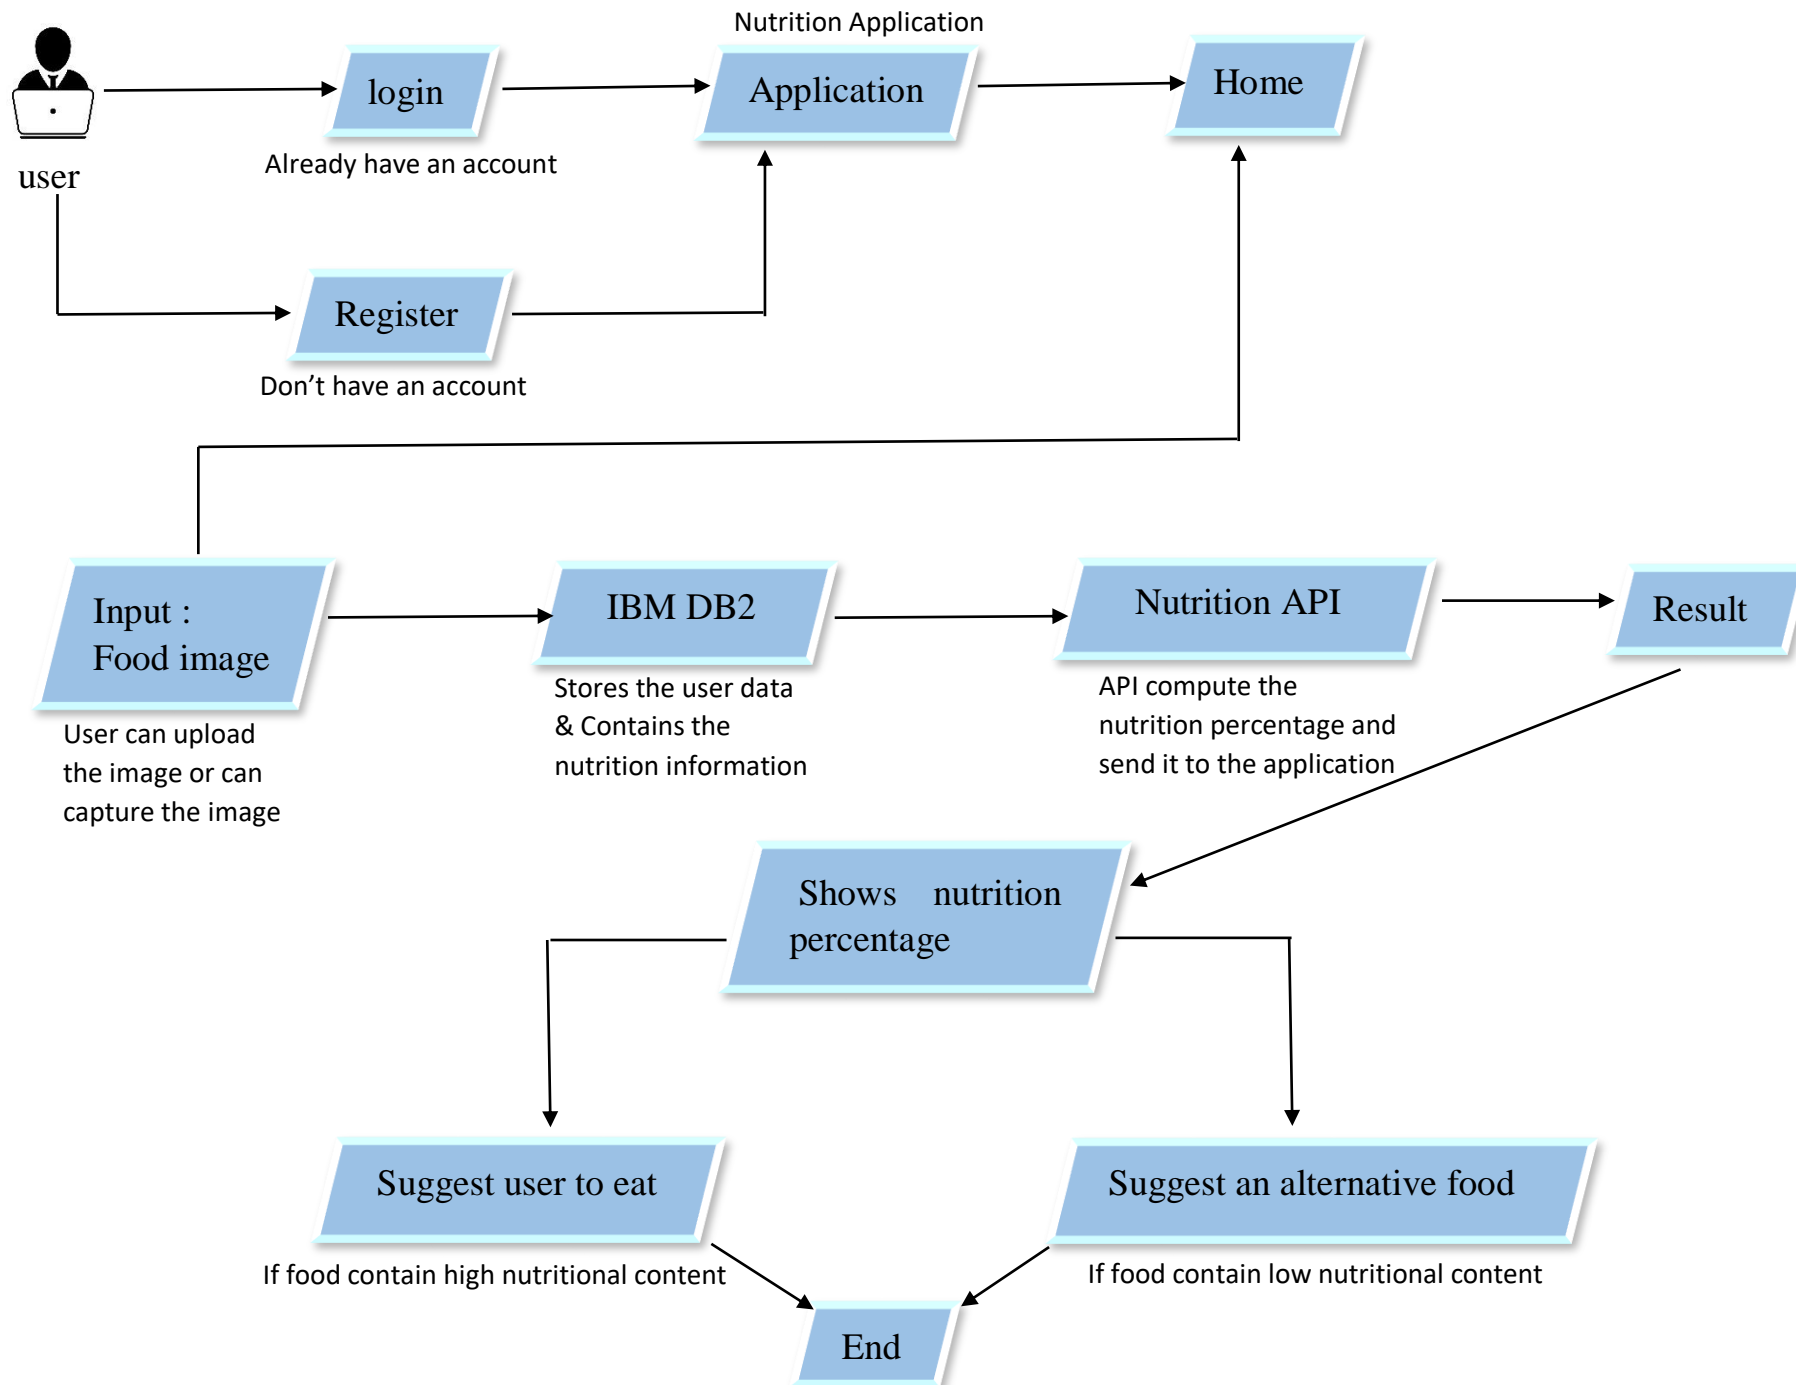 Nutrition Application
login
Application
Home
Already have an account
user
Register
Don’t have an account
Input :
Food image
IBM DB2
Nutrition API
Result
User can upload
the image or can
capture the image
Stores the user data
& Contains the
nutrition information
API compute the
nutrition percentage and
send it to the application
Shows nutrition
percentage
Suggest user to eat
Suggest an alternative food
If food contain high nutritional content
If food contain low nutritional content
End